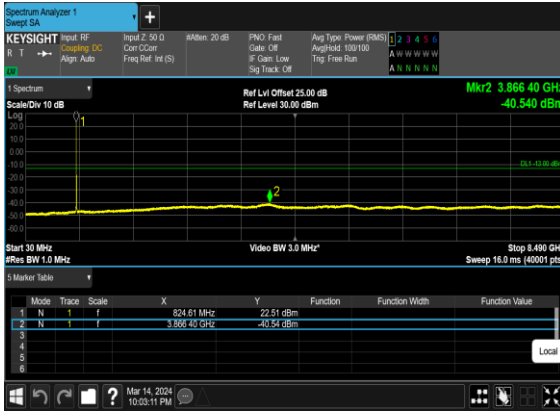 Spectrum Analyzer 1
Swept SA
+
KEYSIGHT Input: RF Input Z: 50 Ω #Atten: 20 dB PNO: Fast Avg Type: Power (RMS) 1 2 3 4 5 6
R T Coupling: DC Corr CCorr Gate: Off Avg|Hold: 100/100 A W W W W W
Align: Auto Freq Ref: Int (S) IF Gain: Low Trig: Free Run
Sig Track: Off A N N N N N
1 Spectrum Ref Lvl Offset 25.00 dB Mkr2 3.866 40 GHz
Scale/Div 10 dB Ref Level 30.00 dBm -40.540 dBm
Log
20.0
10.0
0.00
-10.0
DL1 -13.00 dBm
-20.0
-30.0
-40.0
-50.0
-60.0
1
2
Start 30 MHz Video BW 3.0 MHz* Stop 8.490 GHz
#Res BW 1.0 MHz Sweep 16.0 ms (40001 pts)
5 Marker Table
Mode Trace Scale X Y Function Function Width Function Value
1 N 1 f 824.61 MHz 22.51 dBm
2 N 1 f 3.866 40 GHz -40.54 dBm
3
4
5
6
Local
? Mar 14, 2024
10:03:11 PM